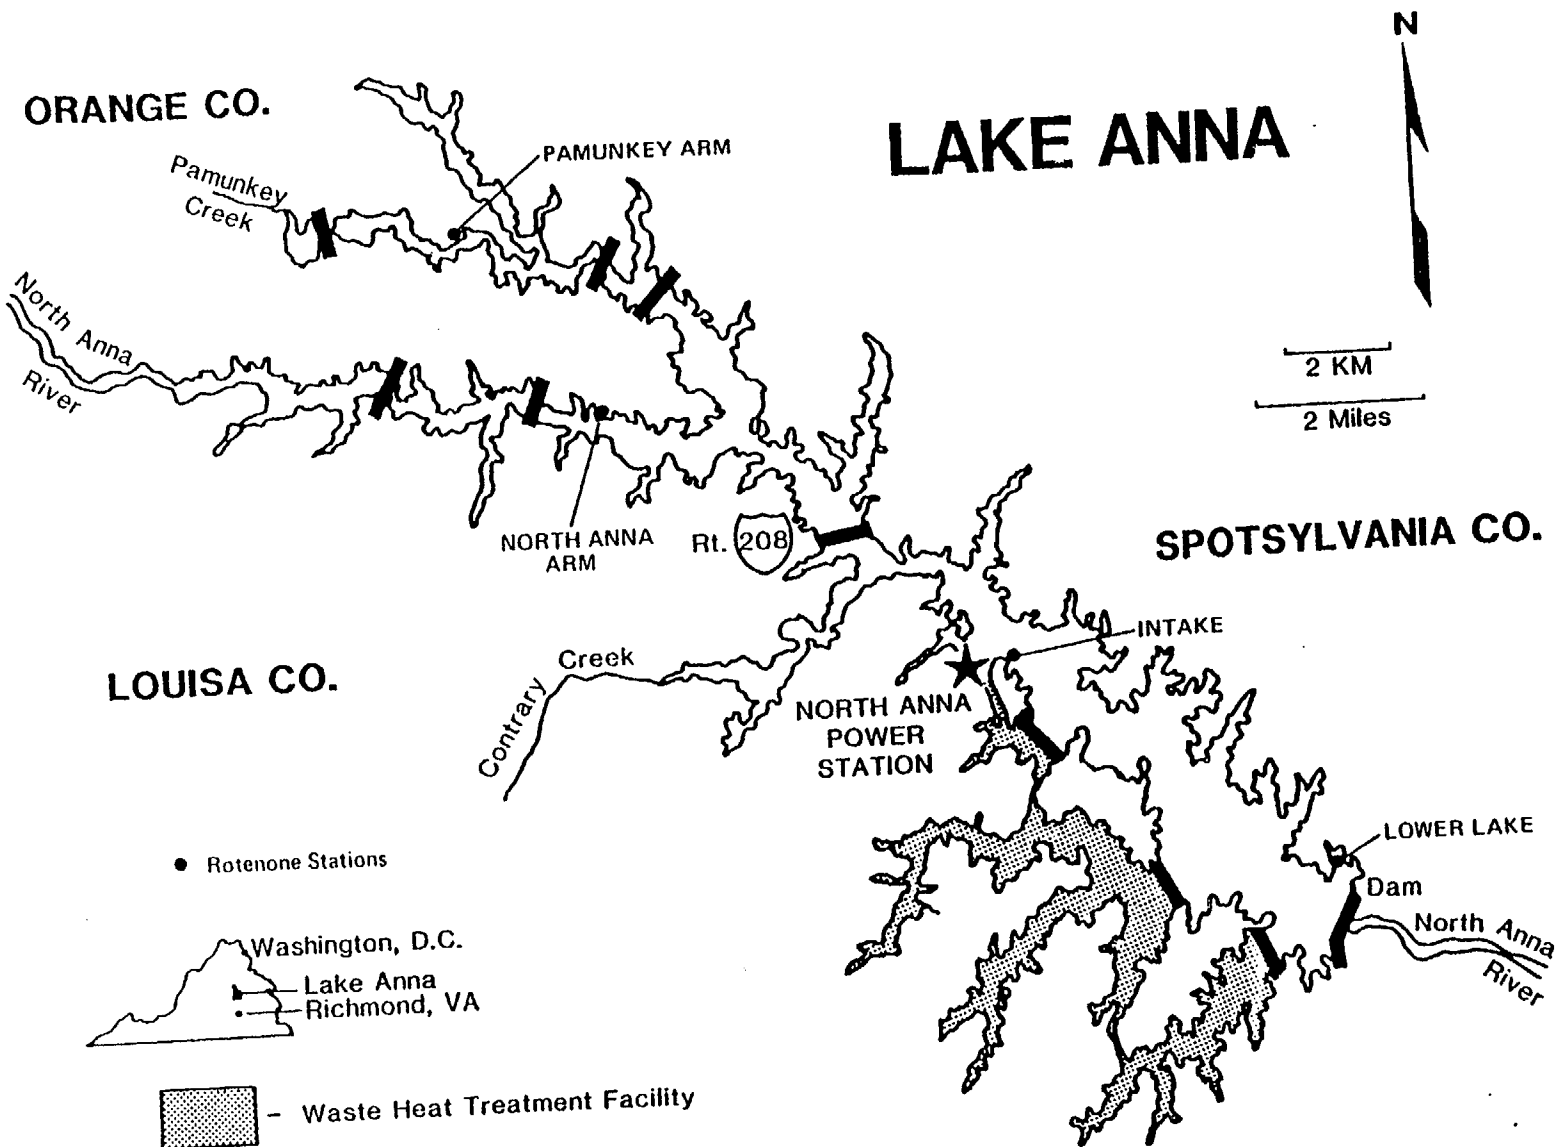 N
ORANGE CO.
LAKE ANNA
PAMUNKEY ARM
Pamunkey
Creek
North Anna
River
2 KM
2 Miles
NORTH ANNA
ARM
Rt. 208
SPOTSYLVANIA CO.
INTAKE
LOUISA CO.
Contrary Creek
NORTH ANNA
POWER
STATION
LOWER LAKE
Dam
North Anna
River
Rotenone Stations
Washington, D.C.
Lake Anna
Richmond, VA
- Waste Heat Treatment Facility